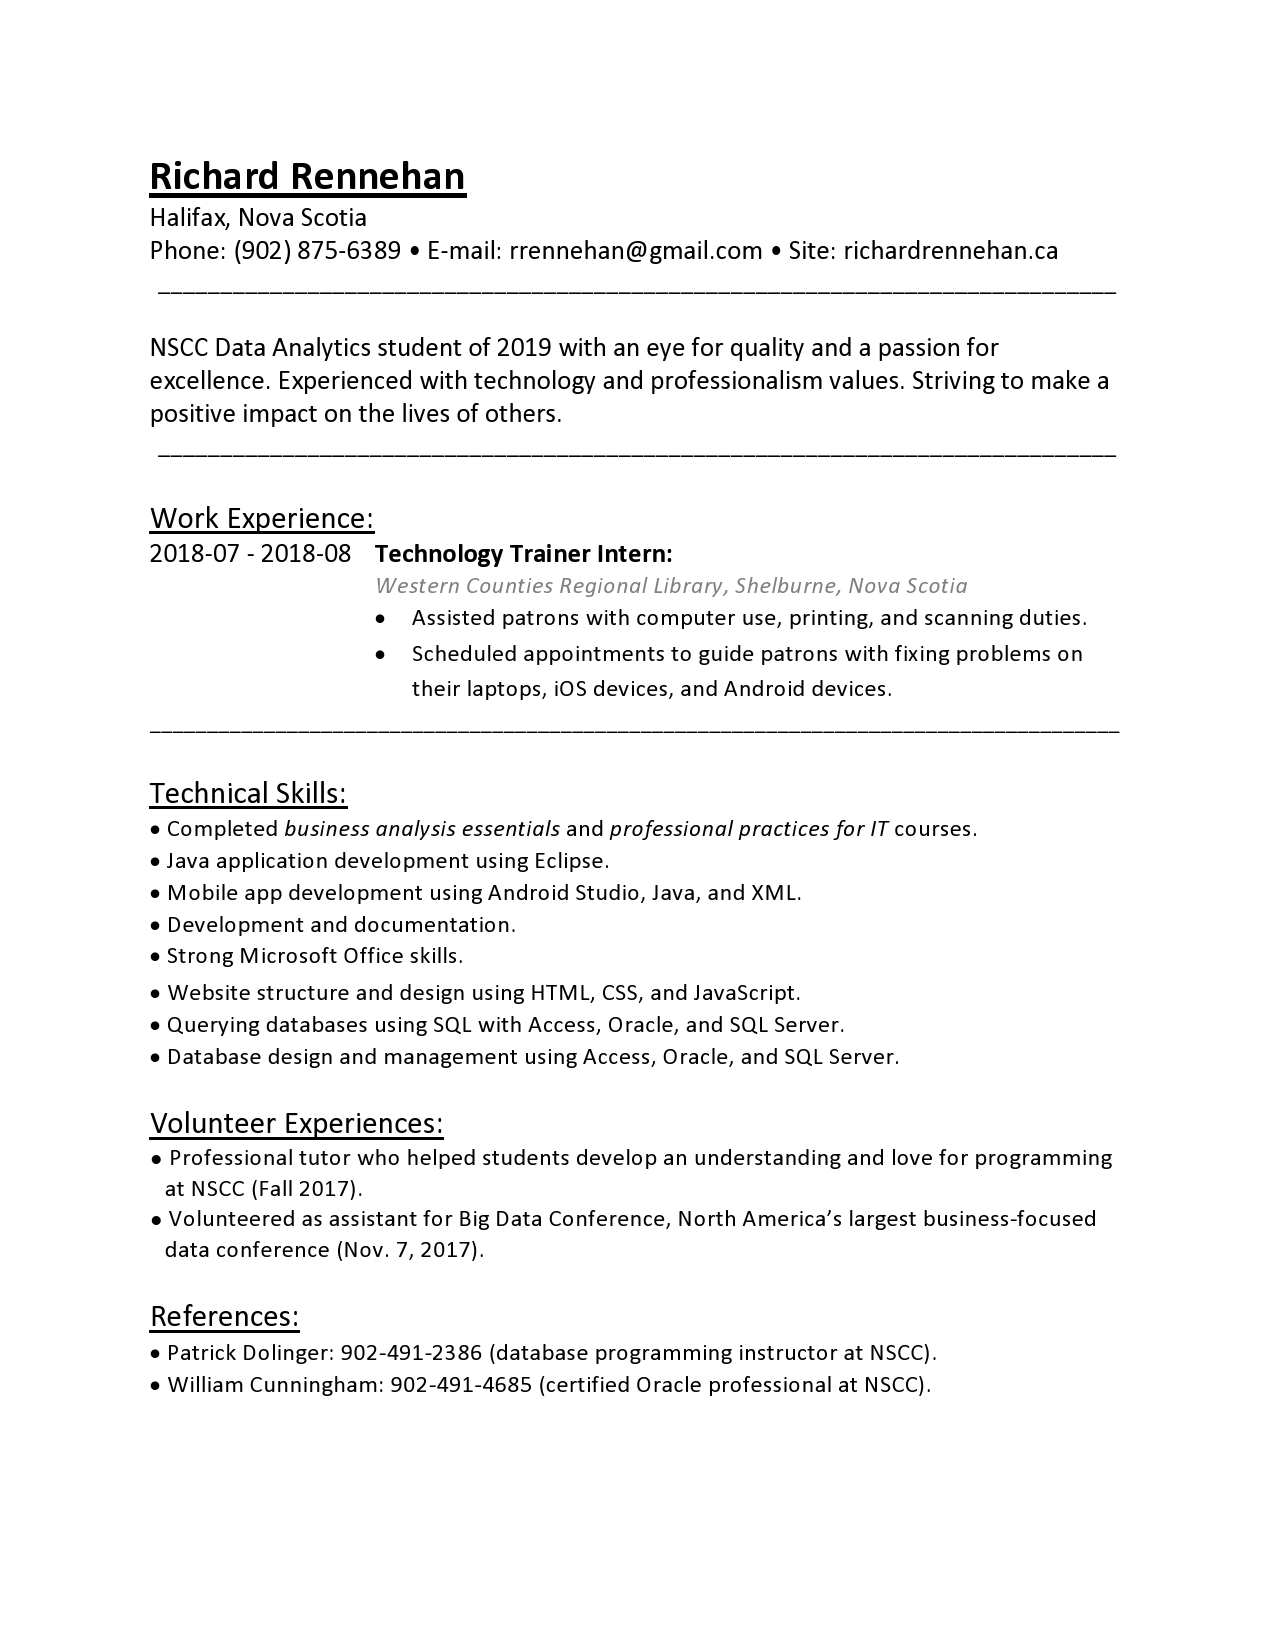 Richard Rennehan
Halifax, Nova Scotia
Phone: (902) 875-6389 • E-mail: rrennehan@gmail.com • Site: richardrennehan.ca
NSCC Data Analytics student of 2019 with an eye for quality and a passion for
excellence. Experienced with technology and professionalism values. Striving to make a
positive impact on the lives of others.
Work Experience:
2018-07 - 2018-08 Technology Trainer Intern:
Western Counties Regional Library, Shelburne, Nova Scotia
• Assisted patrons with computer use, printing, and scanning duties.
• Scheduled appointments to guide patrons with fixing problems on
their laptops, iOS devices, and Android devices.
Technical Skills:
• Completed business analysis essentials and professional practices for IT courses.
• Java application development using Eclipse.
• Mobile app development using Android Studio, Java, and XML.
• Development and documentation.
• Strong Microsoft Office skills.
• Website structure and design using HTML, CSS, and JavaScript.
• Querying databases using SQL with Access, Oracle, and SQL Server.
• Database design and management using Access, Oracle, and SQL Server.
Volunteer Experiences:
• Professional tutor who helped students develop an understanding and love for programming
at NSCC (Fall 2017).
• Volunteered as assistant for Big Data Conference, North America’s largest business-focused
data conference (Nov. 7, 2017).
References:
• Patrick Dolinger: 902-491-2386 (database programming instructor at NSCC).
• William Cunningham: 902-491-4685 (certified Oracle professional at NSCC).